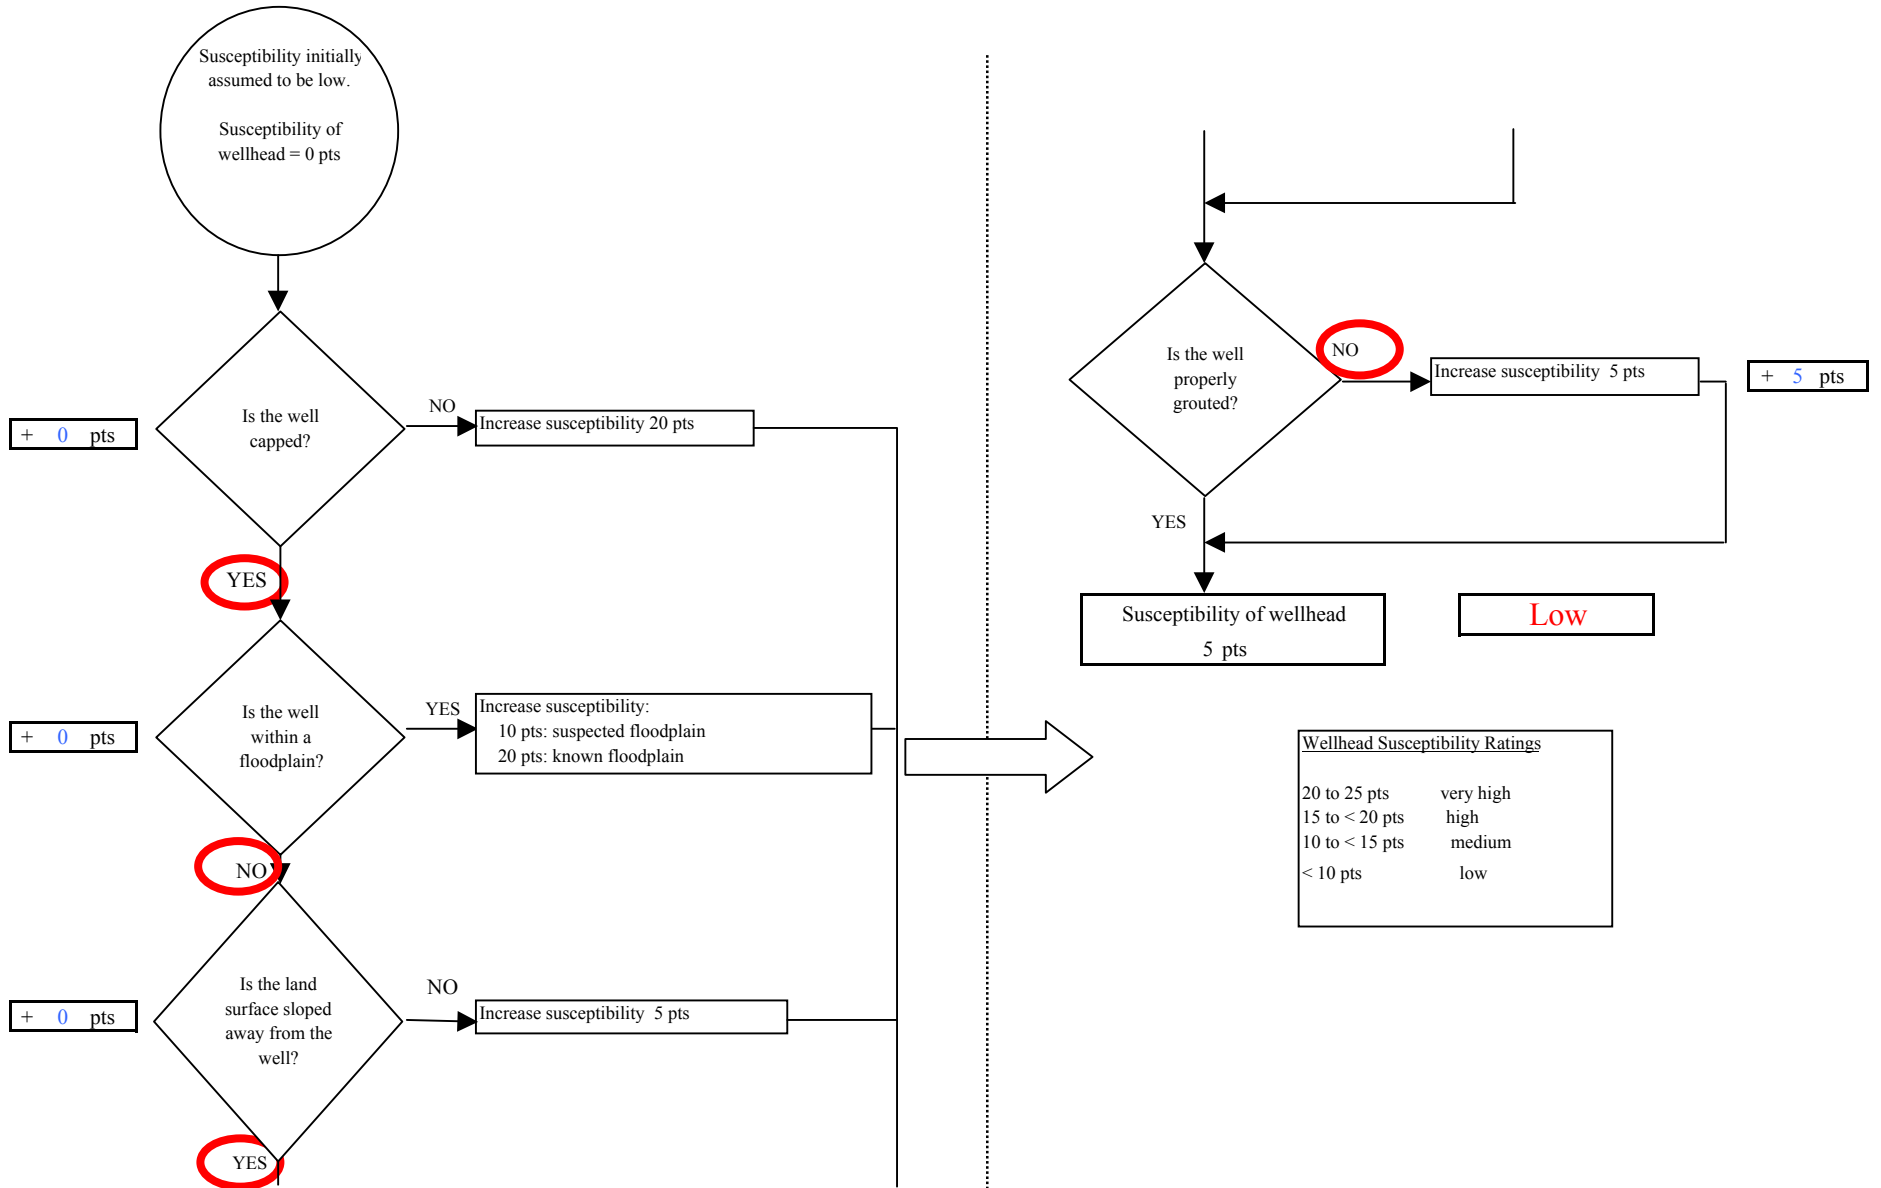 Susceptibility initially
assumed to be low.
Susceptibility of
wellhead = 0 pts
Is the well
capped?
NO
Increase susceptibility 20 pts
+ 0 pts
YES
Is the well
within a
floodplain?
YES
Increase susceptibility:
10 pts: suspected floodplain
20 pts: known floodplain
+ 0 pts
NO
Is the land
surface sloped
away from the
well?
NO
Increase susceptibility 5 pts
+ 0 pts
YES
Is the well
properly
grouted?
NO
Increase susceptibility 5 pts
+ 5 pts
YES
Susceptibility of wellhead
5 pts
Low
Wellhead Susceptibility Ratings
20 to 25 pts very high
15 to < 20 pts high
10 to < 15 pts medium
< 10 pts low